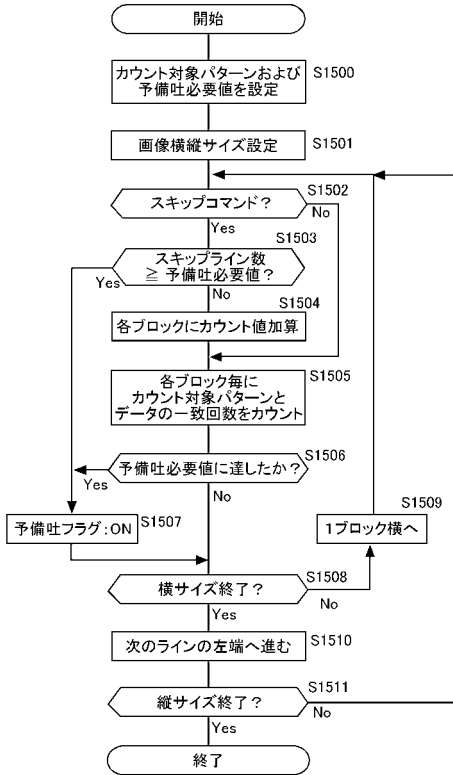 開始
カウント対象パターンおよび
予備吐必要値を設定
S1500
画像横縦サイズ設定
S1501
スキップコマンド?
S1502
No
Yes
スキップライン数
≧ 予備吐必要値?
S1503
Yes
No
各ブロックにカウント値加算
S1504
各ブロック毎に
カウント対象パターンと
データの一致回数をカウント
S1505
予備吐必要値に達したか?
S1506
Yes
No
予備吐フラグ:ON
S1507
横サイズ終了?
S1508
No
Yes
1ブロック横へ
S1509
次のラインの左端へ進む
S1510
縦サイズ終了?
S1511
No
Yes
終了